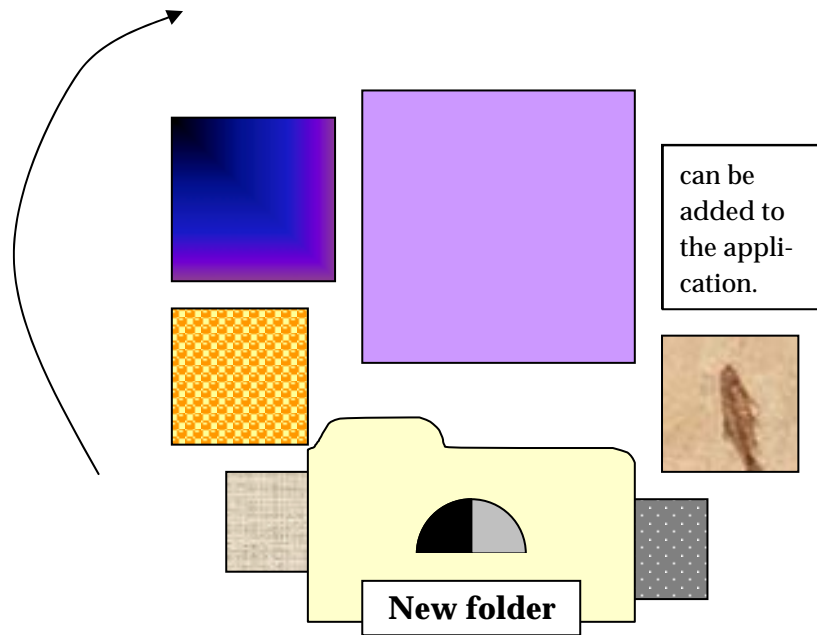 can be
added to
the appli-
cation.
New folder